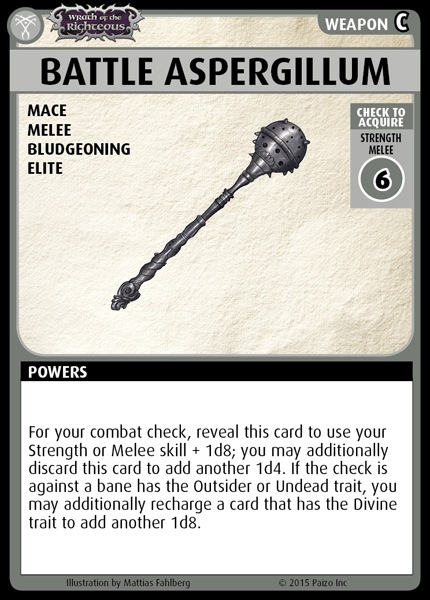 Wrath of the
Righteous
WEAPON C
BATTLE ASPERGILLUM
MACE
MELEE
BLUDGEONING
ELITE
CHECK TO
ACQUIRE
STRENGTH
MELEE
6
POWERS
For your combat check, reveal this card to use your
Strength or Melee skill + 1d8; you may additionally
discard this card to add another 1d4. If the check is
against a bane has the Outsider or Undead trait, you
may additionally recharge a card that has the Divine
trait to add another 1d8.
Illustration by Mattias Fahlberg © 2015 Paizo Inc